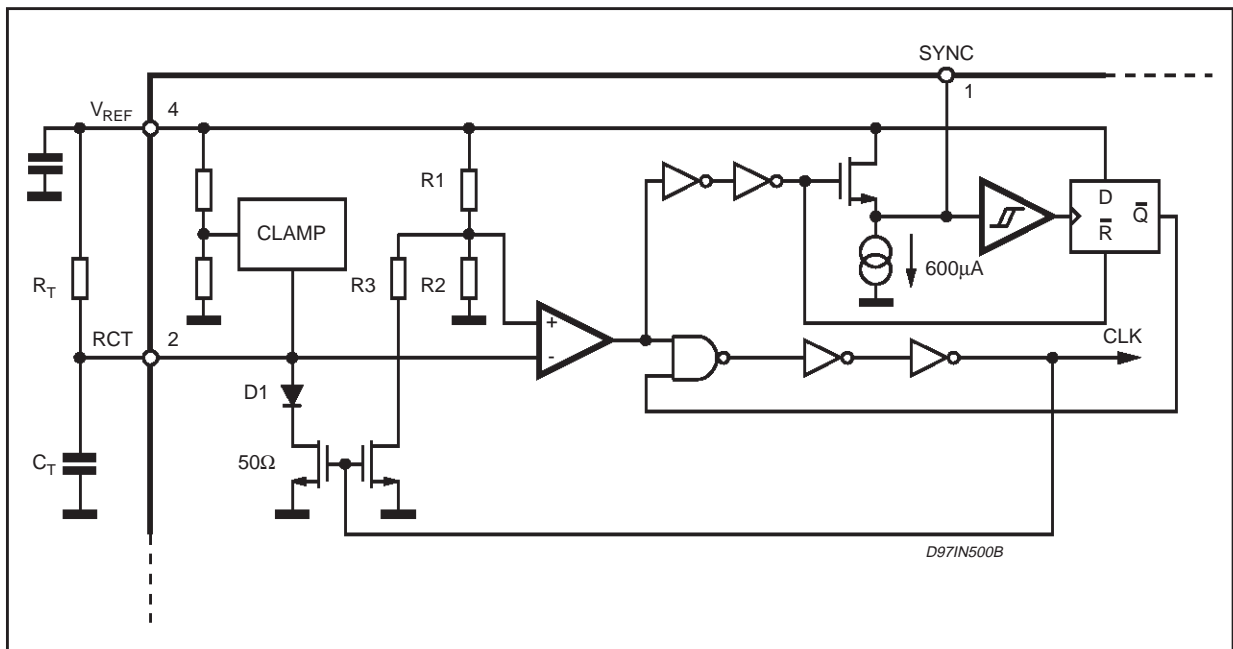 SYNC
1
VREF
4
R1
D
Q
R
CLAMP
RT
R3
R2
600µA
+
-
RCT
2
CLK
D1
50Ω
CT
D97IN500B